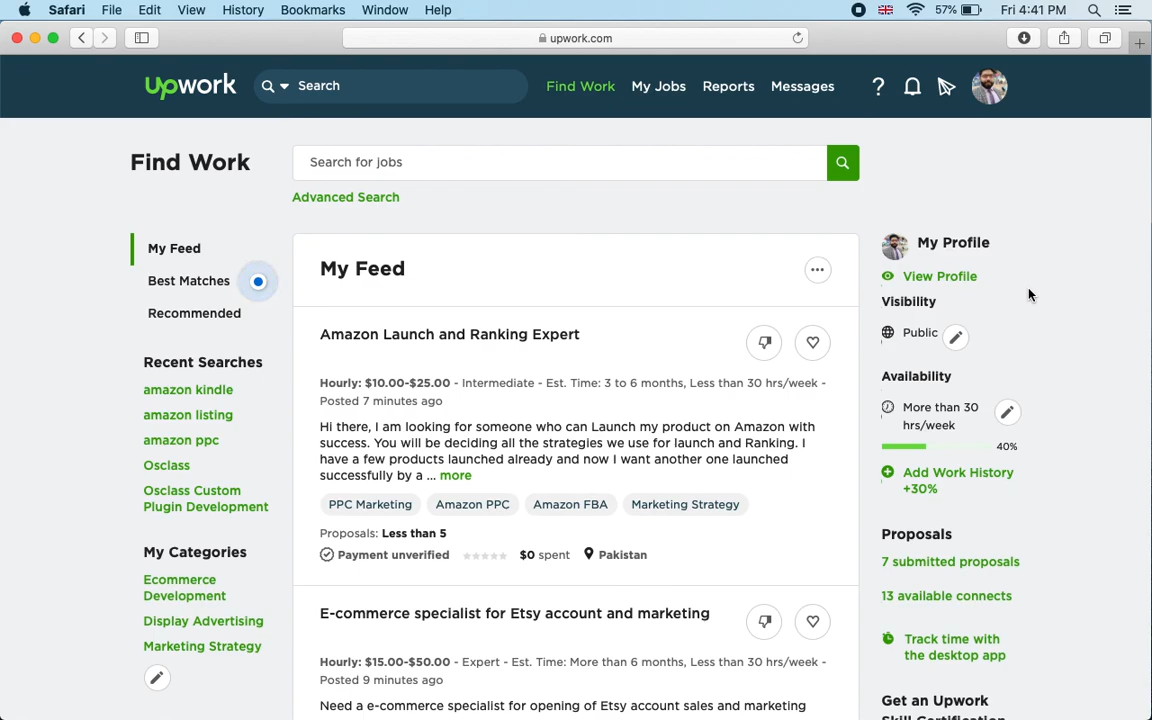 Safari File Edit View History Bookmarks Window Help 57% Fri 4:41 PM
upwork.com
upwork Search Find Work My Jobs Reports Messages ?
Find Work
Search for jobs
Advanced Search
My Feed
Best Matches
Recommended
Recent Searches
amazon kindle
amazon listing
amazon ppc
Osclass
Osclass Custom
Plugin Development
My Categories
Ecommerce
Development
Display Advertising
Marketing Strategy
My Feed
Amazon Launch and Ranking Expert
Hourly: $10.00-$25.00 - Intermediate - Est. Time: 3 to 6 months, Less than 30 hrs/week -
Posted 7 minutes ago
Hi there, I am looking for someone who can Launch my product on Amazon with
success. You will be deciding all the strategies we use for launch and Ranking. I
have a few products launched already and now I want another one launched
successfully by a ... more
PPC Marketing Amazon PPC Amazon FBA Marketing Strategy
Proposals: Less than 5
Payment unverified $0 spent Pakistan
E-commerce specialist for Etsy account and marketing
Hourly: $15.00-$50.00 - Expert - Est. Time: More than 6 months, Less than 30 hrs/week -
Posted 9 minutes ago
Need a e-commerce specialist for opening of Etsy account sales and marketing
My Profile
View Profile
Visibility
Public
Availability
More than 30
hrs/week
40%
Add Work History
+30%
Proposals
7 submitted proposals
13 available connects
Track time with
the desktop app
Get an Upwork
Skill Certification